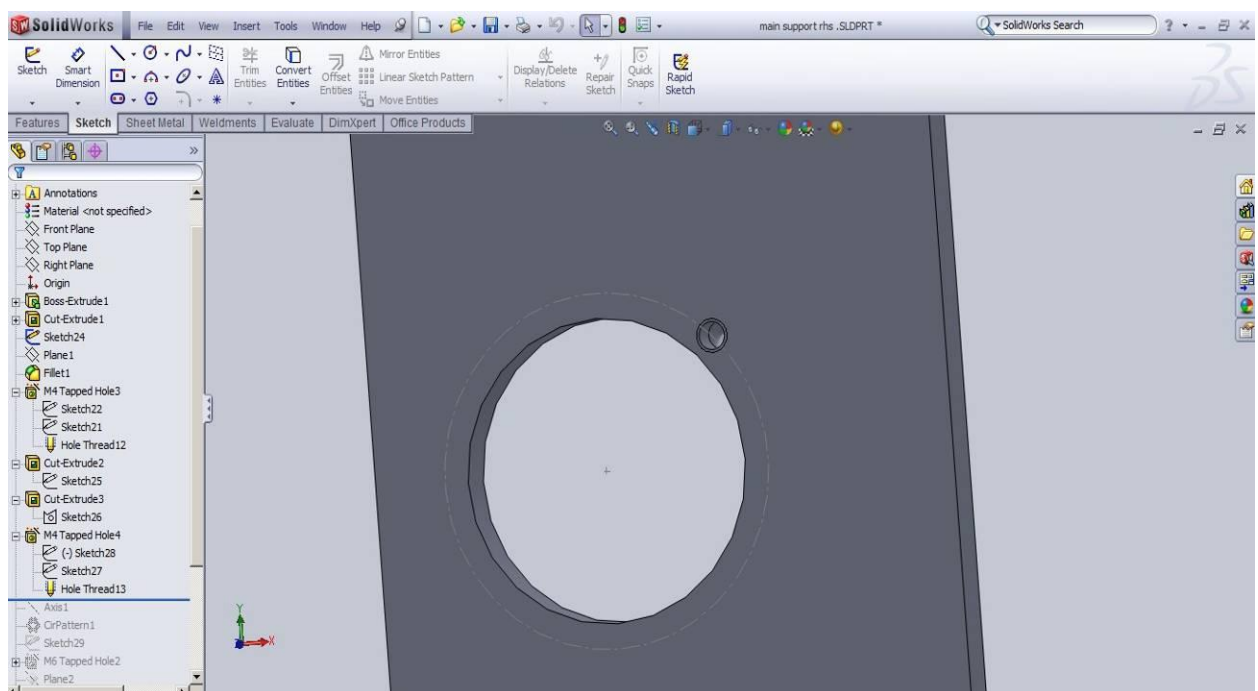 SolidWorks File Edit View Insert Tools Window Help main support rhs .SLDPRT * SolidWorks Search ?
Sketch Smart Dimension Trim Entities Convert Entities Offset Entities Mirror Entities Linear Sketch Pattern Move Entities Display/Delete Relations Repair Sketch Quick Snaps Rapid Sketch
Features Sketch Sheet Metal Weldments Evaluate DimXpert Office Products
Annotations
Material <not specified>
Front Plane
Top Plane
Right Plane
Origin
Boss-Extrude1
Cut-Extrude1
Sketch24
Plane1
Fillet1
M4 Tapped Hole3
Sketch22
Sketch21
Hole Thread12
Cut-Extrude2
Sketch25
Cut-Extrude3
Sketch26
M4 Tapped Hole4
(-) Sketch28
Sketch27
Hole Thread13
Axis1
CirPattern1
Sketch29
M6 Tapped Hole2
Plane2
Y
X